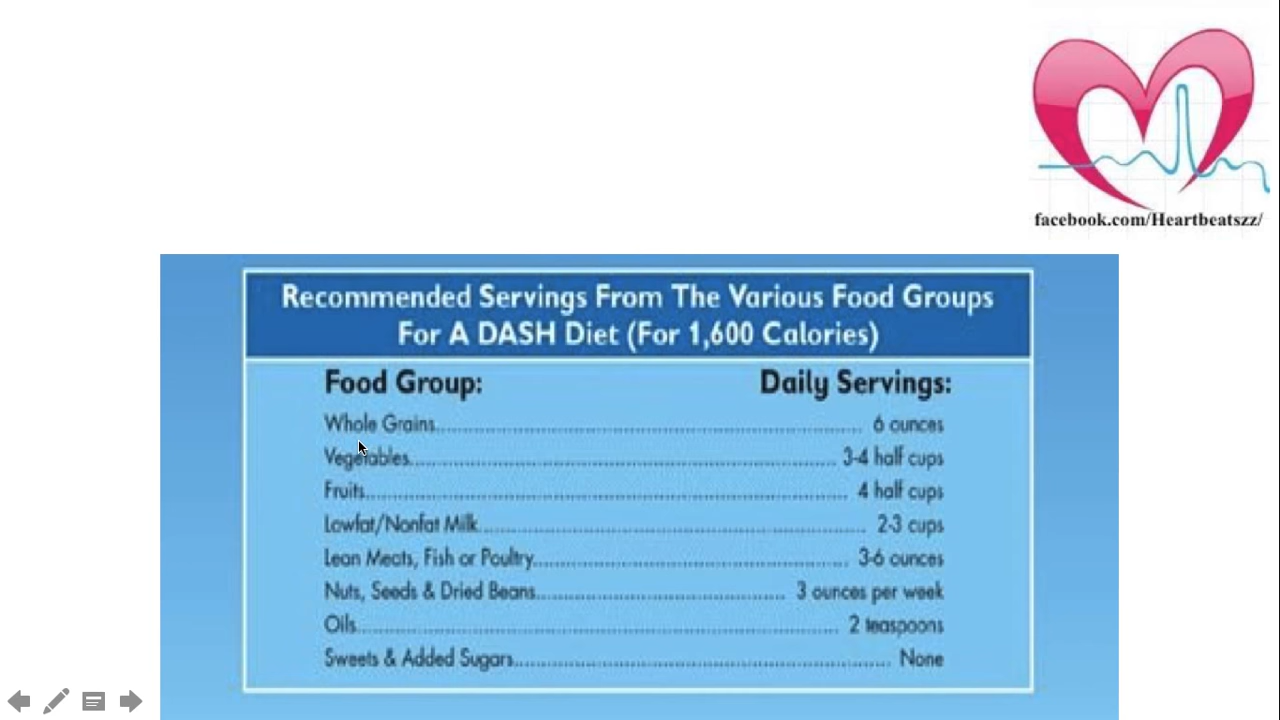 facebook.com/Heartbeatszz/
Recommended Servings From The Various Food Groups
For A DASH Diet (For 1,600 Calories)
Food Group: Daily Servings:
Whole Grains 6 ounces
Vegetables 3-4 half cups
Fruits 4 half cups
Lowfat/Nonfat Milk 2-3 cups
Lean Meats, Fish or Poultry 3-6 ounces
Nuts, Seeds & Dried Beans 3 ounces per week
Oils 2 teaspoons
Sweets & Added Sugars None